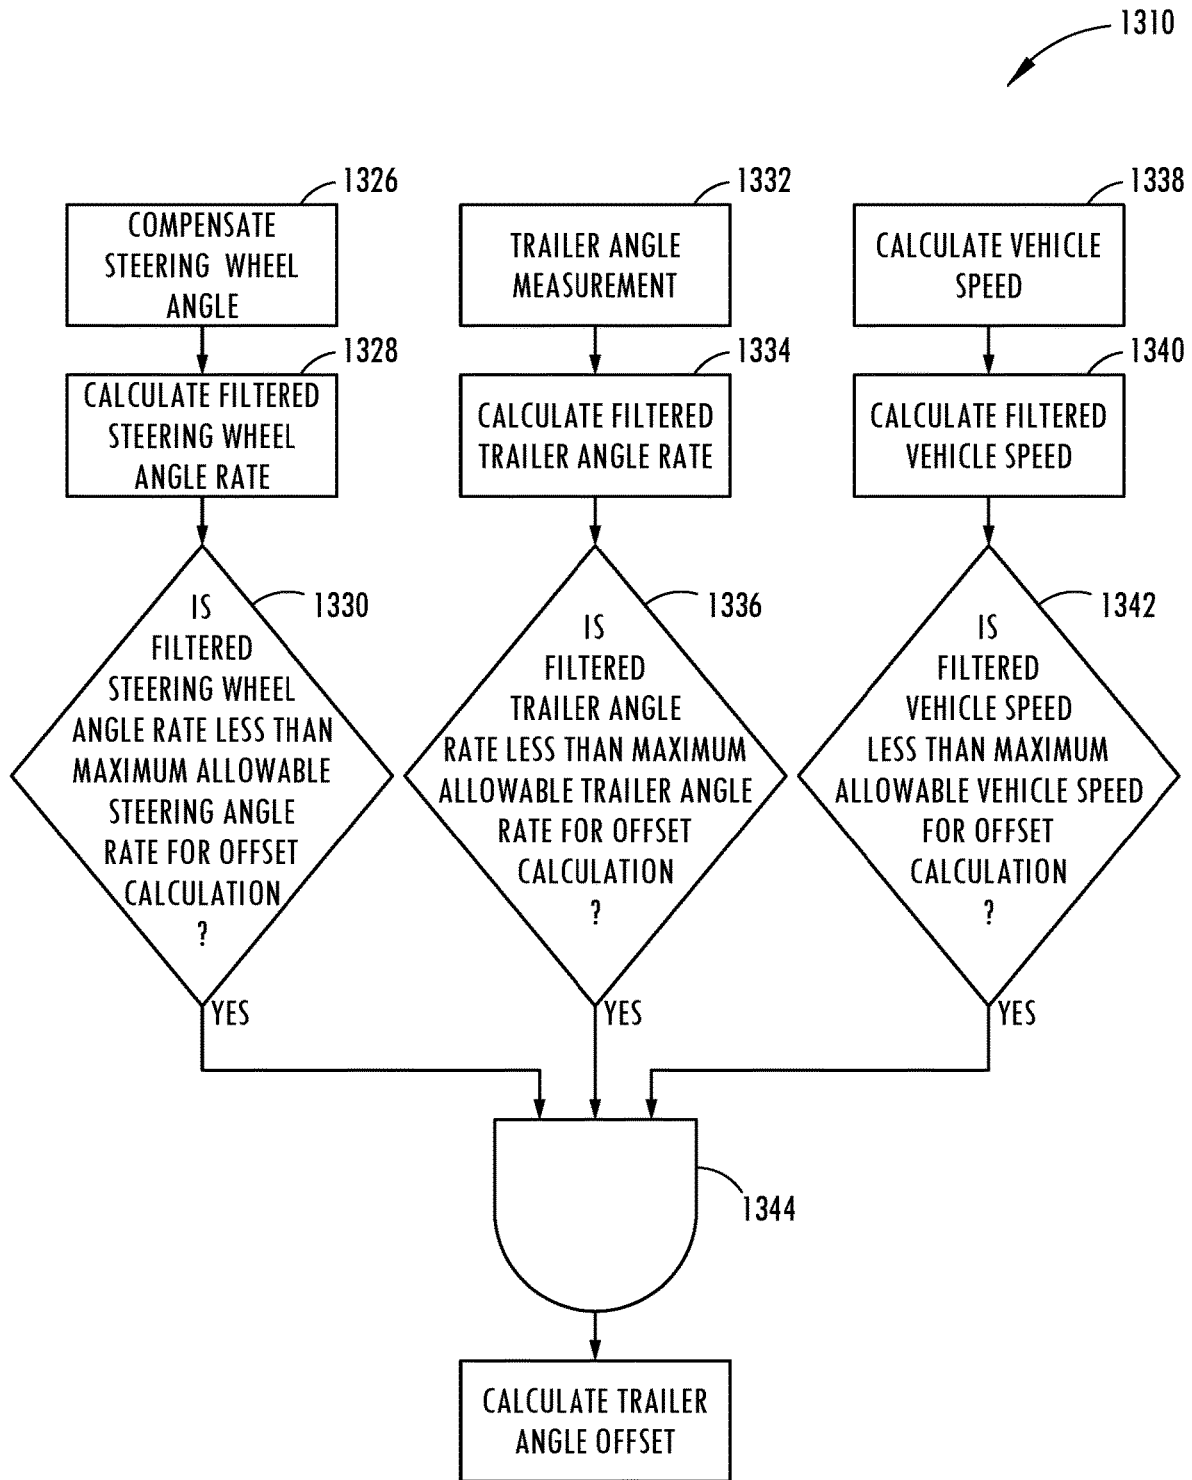 1310
1326
COMPENSATE
STEERING WHEEL
ANGLE
1332
TRAILER ANGLE
MEASUREMENT
1338
CALCULATE VEHICLE
SPEED
1328
CALCULATE FILTERED
STEERING WHEEL
ANGLE RATE
1334
CALCULATE FILTERED
TRAILER ANGLE RATE
1340
CALCULATE FILTERED
VEHICLE SPEED
1330
IS
FILTERED
STEERING WHEEL
ANGLE RATE LESS THAN
MAXIMUM ALLOWABLE
STEERING ANGLE
RATE FOR OFFSET
CALCULATION
?
YES
1336
IS
FILTERED
TRAILER ANGLE
RATE LESS THAN MAXIMUM
ALLOWABLE TRAILER ANGLE
RATE FOR OFFSET
CALCULATION
?
YES
1342
IS
FILTERED
VEHICLE SPEED
LESS THAN MAXIMUM
ALLOWABLE VEHICLE SPEED
FOR OFFSET
CALCULATION
?
YES
1344
CALCULATE TRAILER
ANGLE OFFSET